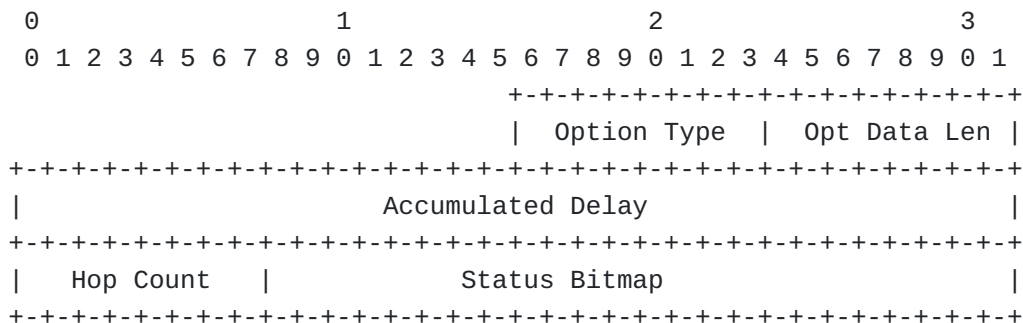 0                   1                   2                   3
 0 1 2 3 4 5 6 7 8 9 0 1 2 3 4 5 6 7 8 9 0 1 2 3 4 5 6 7 8 9 0 1
                                +-+-+-+-+-+-+-+-+-+-+-+-+-+-+-+-+
                                |  Option Type  |  Opt Data Len |
+-+-+-+-+-+-+-+-+-+-+-+-+-+-+-+-+-+-+-+-+-+-+-+-+-+-+-+-+-+-+-+-+
|                       Accumulated Delay                       |
+-+-+-+-+-+-+-+-+-+-+-+-+-+-+-+-+-+-+-+-+-+-+-+-+-+-+-+-+-+-+-+-+
|   Hop Count   |            Status Bitmap                      |
+-+-+-+-+-+-+-+-+-+-+-+-+-+-+-+-+-+-+-+-+-+-+-+-+-+-+-+-+-+-+-+-+